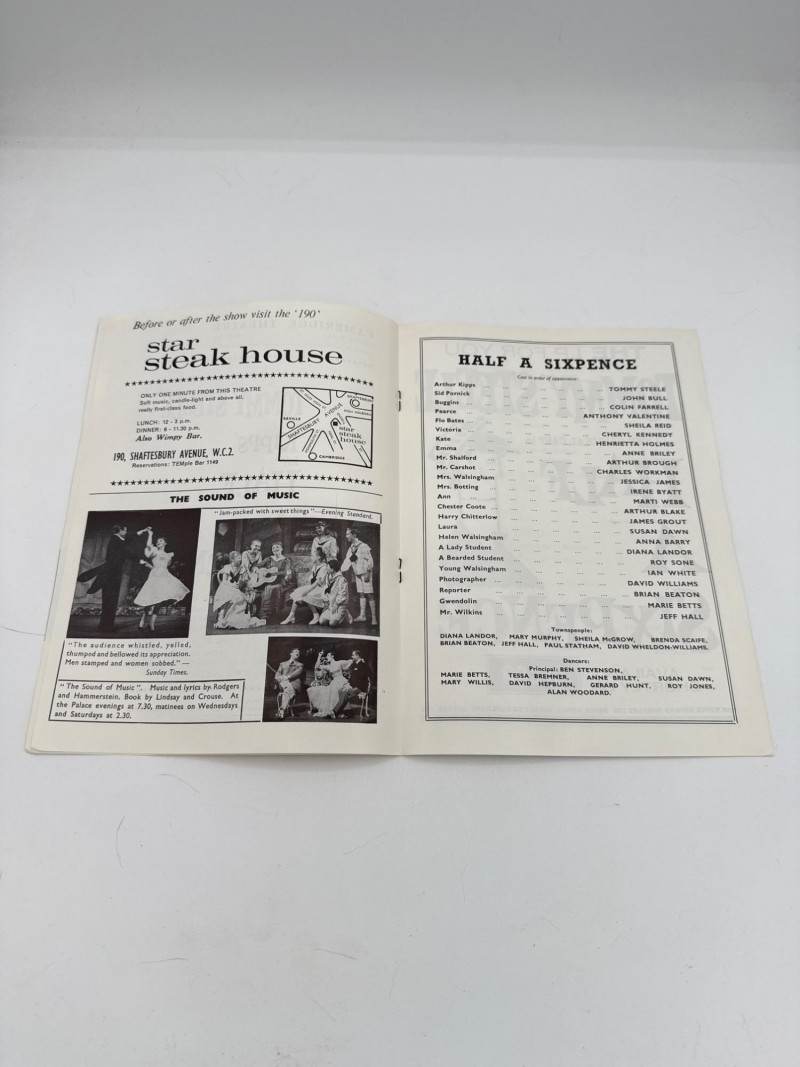 Before or after the show visit the '190'
star
steak house
ONLY ONE MINUTE FROM THIS THEATRE
Soft music, candle-light and above all,
really first-class food.
LUNCH: 12 - 3 p.m.
DINNER: 6 - 11.30 p.m.
Also Wimpy Bar.
190, SHAFTESBURY AVENUE, W.C.2.
Reservations: TEMple Bar 1149
SAVILLE
SHAFTESBURY
SHAFTESBURY AVENUE
star
steak
house
CAMBRIDGE
THE SOUND OF MUSIC
"Jam-packed with sweet things"—Evening Standard.
"The audience whistled, yelled,
thumped and bellowed its appreciation.
Men stamped and women sobbed."—
Sunday Times.
"The Sound of Music". Music and lyrics by Rodgers
and Hammerstein. Book by Lindsay and Crouse. At
the Palace evenings at 7.30, matinees on Wednesdays
and Saturdays at 2.30.
HALF A SIXPENCE
Cast in order of appearance:
Arthur Kipps ... TOMMY STEELE
Sid Pornick ... JOHN BULL
Buggins ... COLIN FARRELL
Pearce ... ANTHONY VALENTINE
Flo Bates ... SHEILA REID
Victoria ... CHERYL KENNEDY
Kate ... HENRIETTA HOLMES
Emma ... ANNE BRILEY
Mr. Shalford ... ARTHUR BROUGH
Mr. Carshot ... CHARLES WORKMAN
Mrs. Walsingham ... JESSICA JAMES
Mrs. Botting ... IRENE BYATT
Ann ... MARTI WEBB
Chester Coote ... ARTHUR BLAKE
Harry Chitterlow ... JAMES GROUT
Laura ... SUSAN DAWN
Helen Walsingham ... ANNA BARRY
A Lady Student ... DIANA LANDOR
A Bearded Student ... ROY SONE
Young Walsingham ... IAN WHITE
Photographer ... DAVID WILLIAMS
Reporter ... BRIAN BEATON
Gwendolin ... MARIE BETTS
Mr. Wilkins ... JEFF HALL
Townspeople:
DIANA LANDOR, MARY MURPHY, SHEILA McGROW, BRENDA SCAIFE,
BRIAN BEATON, JEFF HALL, PAUL STATHAM, DAVID WHELDON-WILLIAMS.
Dancers:
Principal: BEN STEVENSON,
MARIE BETTS, TESSA BREMNER, ANNE BRILEY, SUSAN DAWN,
MARY WILLIS, DAVID HEPBURN, GERARD HUNT, ROY JONES,
ALAN WOODARD.